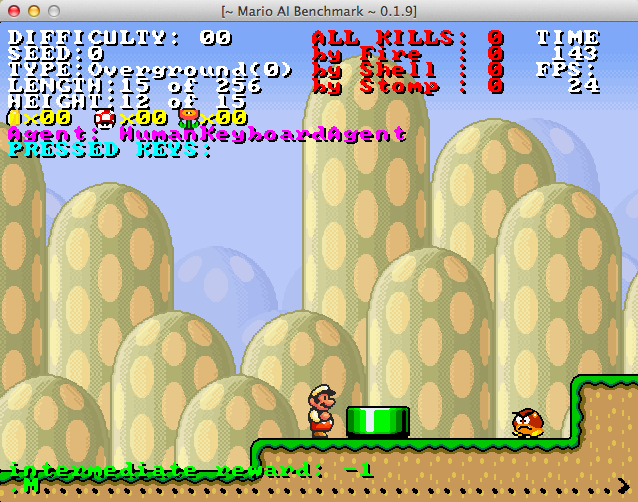 [~ Mario AI Benchmark ~ 0.1.9]
DIFFICULTY: 00
SEED:0
TYPE:Overground(0)
LENGTH:15 of 256
HEIGHT:12 of 15
0x00 x00 x00
Agent: HumanKeyboardAgent
PRESSED KEYS:
ALL KILLS: 0
by Fire : 0
by Shell : 0
by Stomp : 0
TIME
143
FPS:
24
intermediate reward: -1
.M..................................>